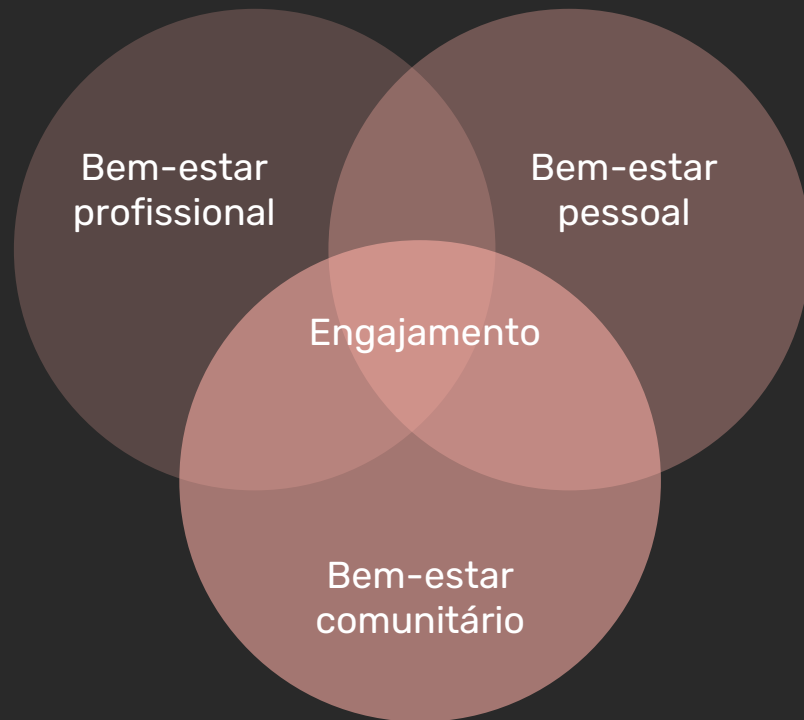 Bem-estar
profissional
Bem-estar
pessoal
Engajamento
Bem-estar
comunitário